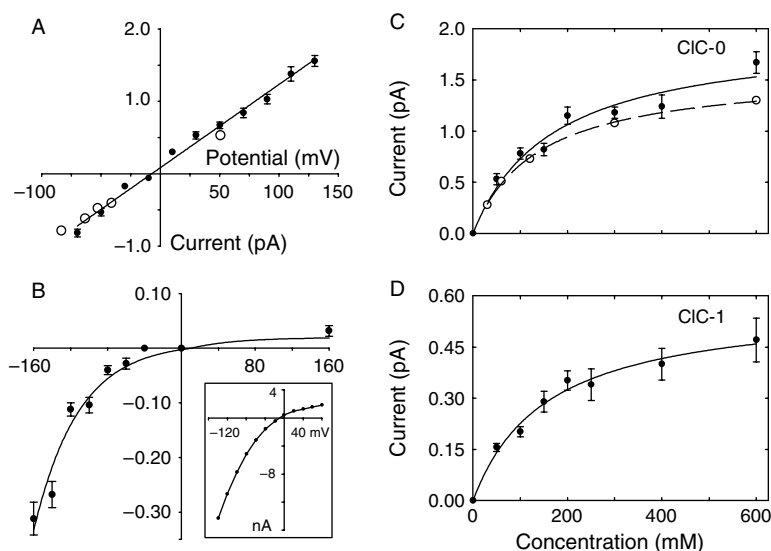 A
2.0
1.0
Potential (mV)
−100
−50
50
100
150
−1.0
Current (pA)
B
0.10
−160
80
160
−0.10
−0.20
−0.30
4
−120
40 mV
−8
nA
C
ClC-0
Current (pA)
2.0
1.5
1.0
0.5
0.0
D
ClC-1
Current (pA)
0.60
0.45
0.30
0.15
0.00
0
200
400
600
Concentration (mM)